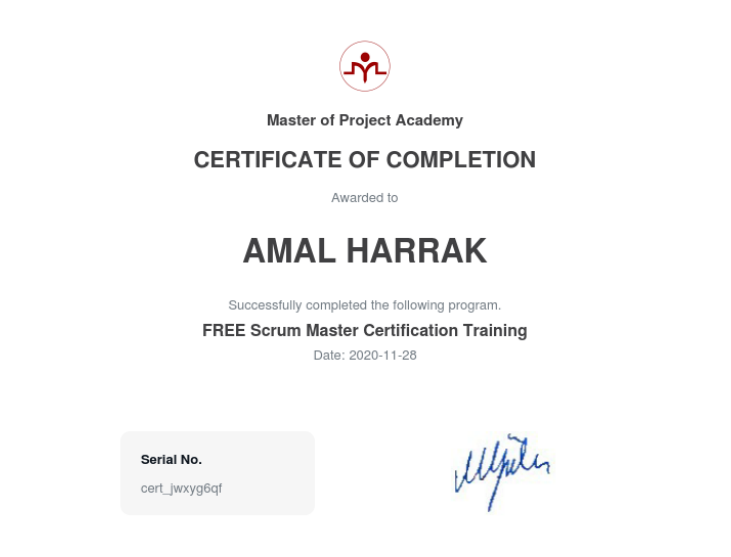 Master of Project Academy
CERTIFICATE OF COMPLETION
Awarded to
AMAL HARRAK
Successfully completed the following program.
FREE Scrum Master Certification Training
Date: 2020-11-28
Serial No.
cert_jwxyg6qf